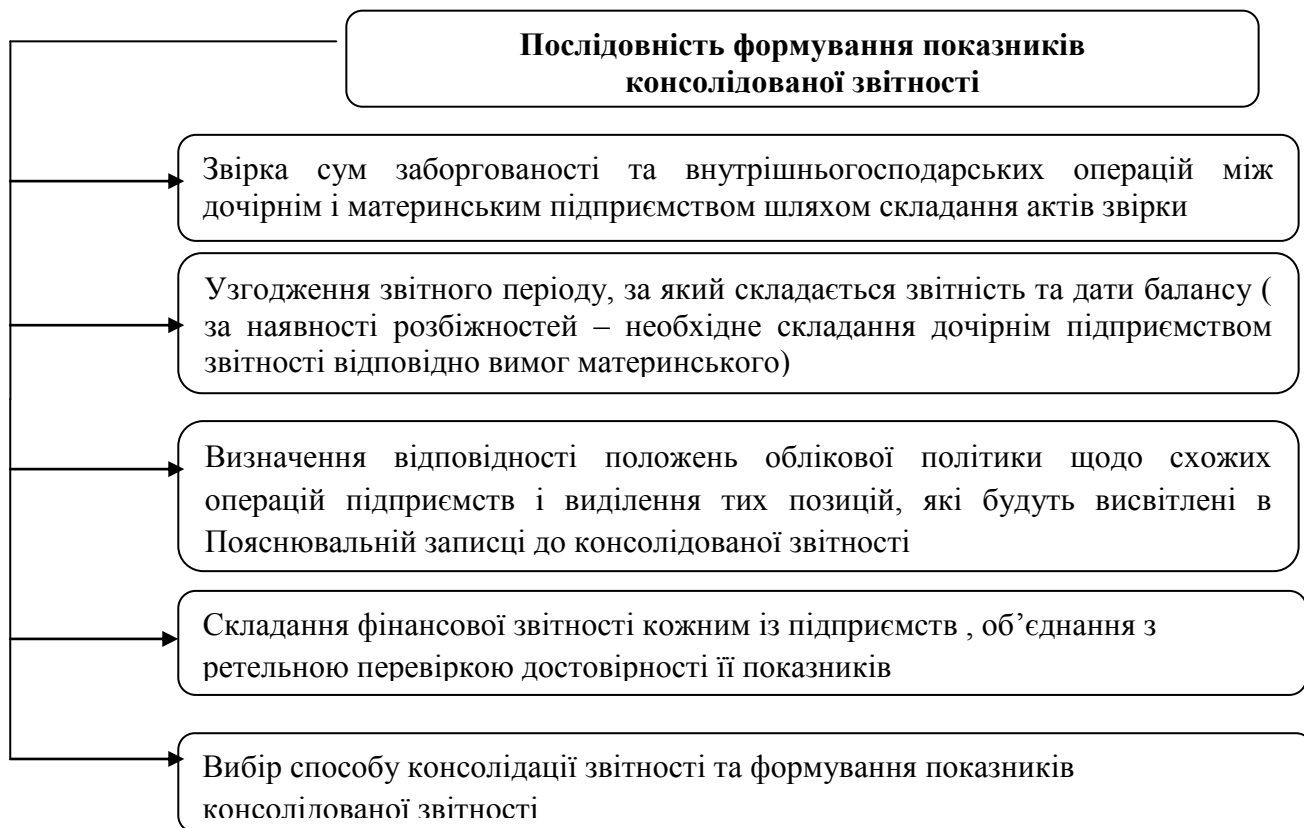 Послідовність формування показників
консолідованої звітності
Звірка сум заборгованості та внутрішньогосподарських операцій між
дочірнім і материнським підприємством шляхом складання актів звірки
Узгодження звітного періоду, за який складається звітність та дати балансу (
за наявності розбіжностей – необхідне складання дочірнім підприємством
звітності відповідно вимог материнського)
Визначення відповідності положень облікової політики щодо схожих
операцій підприємств і виділення тих позицій, які будуть висвітлені в
Пояснювальній записці до консолідованої звітності
Складання фінансової звітності кожним із підприємств , об’єднання з
ретельною перевіркою достовірності її показників
Вибір способу консолідації звітності та формування показників
консолідованої звітності